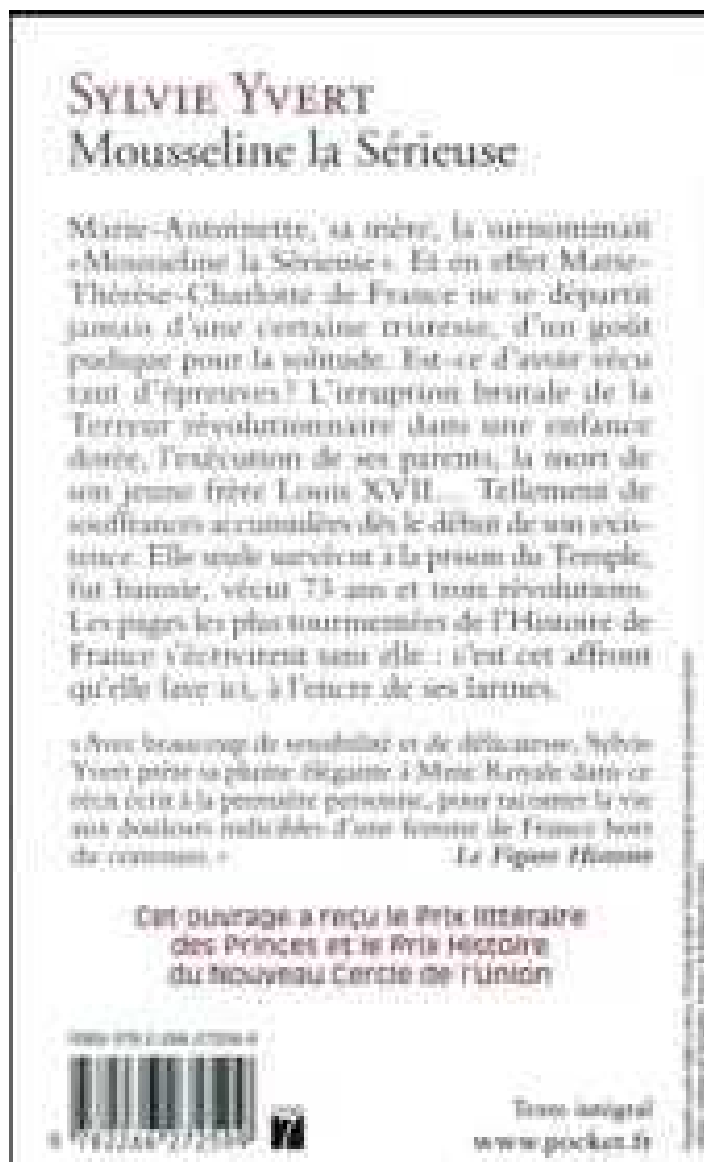 SYLVIE YVERT
Mousseline la Sérieuse
Marie-Antoinette, sa mère, la surnommait
«Mousseline la Sérieuse». Et en effet Marie-
Thérèse-Charlotte de France ne se départit
jamais d'une certaine tristesse, d'un goût
pudique pour la solitude. Est-ce d'avoir vécu
tant d'épreuves? L'irruption brutale de la
Terreur révolutionnaire dans une enfance
dorée, l'exécution de ses parents, la mort de
son jeune frère Louis XVII... Tellement de
souffrances accumulées dès le début de son exis-
tence. Elle seule survécut à la prison du Temple,
fut bannie, vécut 73 ans et trois révolutions.
Les pages les plus tourmentées de l'Histoire de
France s'écrivirent sans elle : c'est cet affront
qu'elle lave ici, à l'encre de ses larmes.
«Avec beaucoup de sensibilité et de délicatesse, Sylvie
Yvert prête sa plume élégante à Mme Royale dans ce
récit écrit à la première personne, pour raconter la vie
aux douleurs indicibles d'une femme de France hors
du commun.»
Le Figaro Histoire
Cet ouvrage a reçu le Prix littéraire
des Princes et le Prix Histoire
du Nouveau Cercle de l'Union
Texte intégral
www.pocket.fr